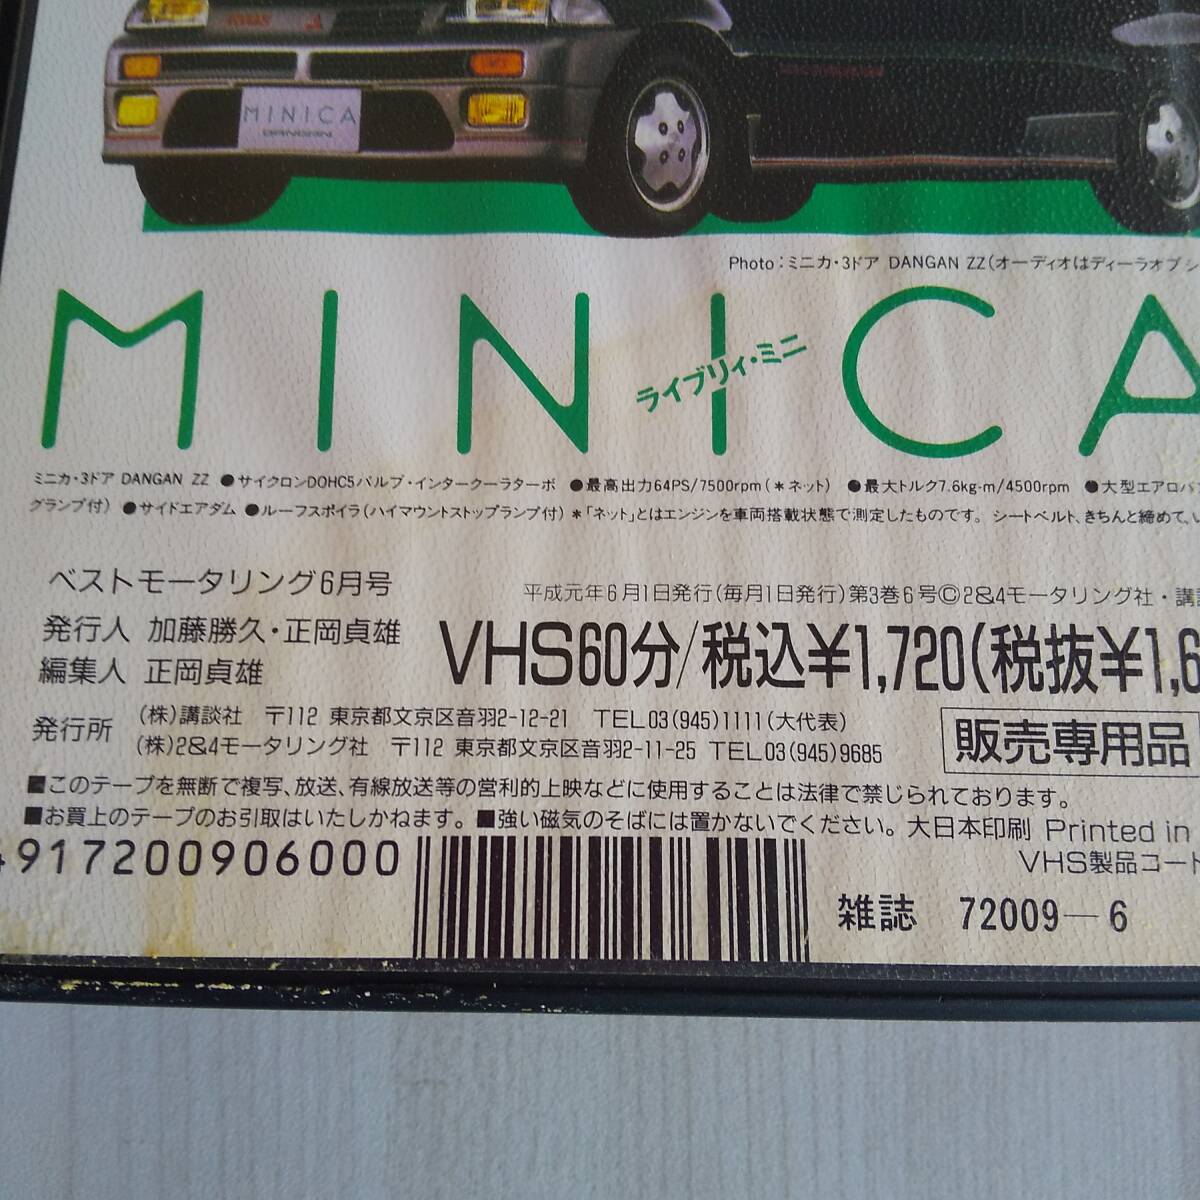 MINICA
DANGAN
Photo：ミニカ・3ドア DANGAN ZZ（オーディオはディーラオプシ
MINICA
ライブリィ・ミニ
ミニカ・3ドア DANGAN ZZ ●サイクロンDOHC5バルブ・インタークーラターボ ●最高出力64PS/7500rpm（＊ネット） ●最大トルク7.6kg-m/4500rpm ●大型エアロバ
グランプ付） ●サイドエアダム ●ルーフスポイラ（ハイマウントストップランプ付）＊「ネット」とはエンジンを車両搭載状態で測定したものです。 シートベルト、きちんと締めて、い
ベストモータリング6月号
平成元年6月1日発行（毎月1日発行）第3巻6号©2&4モータリング社・講
発行人 加藤勝久・正岡貞雄
編集人 正岡貞雄
VHS60分/税込¥1,720（税抜¥1,6
発行所 （株）講談社 〒112 東京都文京区音羽2-12-21 TEL03（945）1111（大代表）
（株）2&4モータリング社 〒112 東京都文京区音羽2-11-25 TEL03（945）9685
販売専用品
■このテープを無断で複写、放送、有線放送等の営利的上映などに使用することは法律で禁じられております。
■お買上のテープのお引取はいたしかねます。■強い磁気のそばには置かないでください。大日本印刷 Printed in
4917200906000
VHS製品コード
雑誌 72009-6